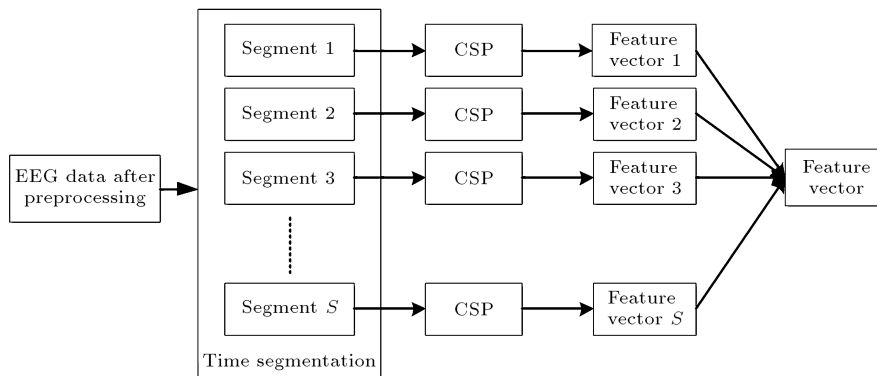 EEG data after
preprocessing
Segment 1
Segment 2
Segment 3
Segment S
Time segmentation
CSP
CSP
CSP
CSP
Feature
vector 1
Feature
vector 2
Feature
vector 3
Feature
vector S
Feature
vector